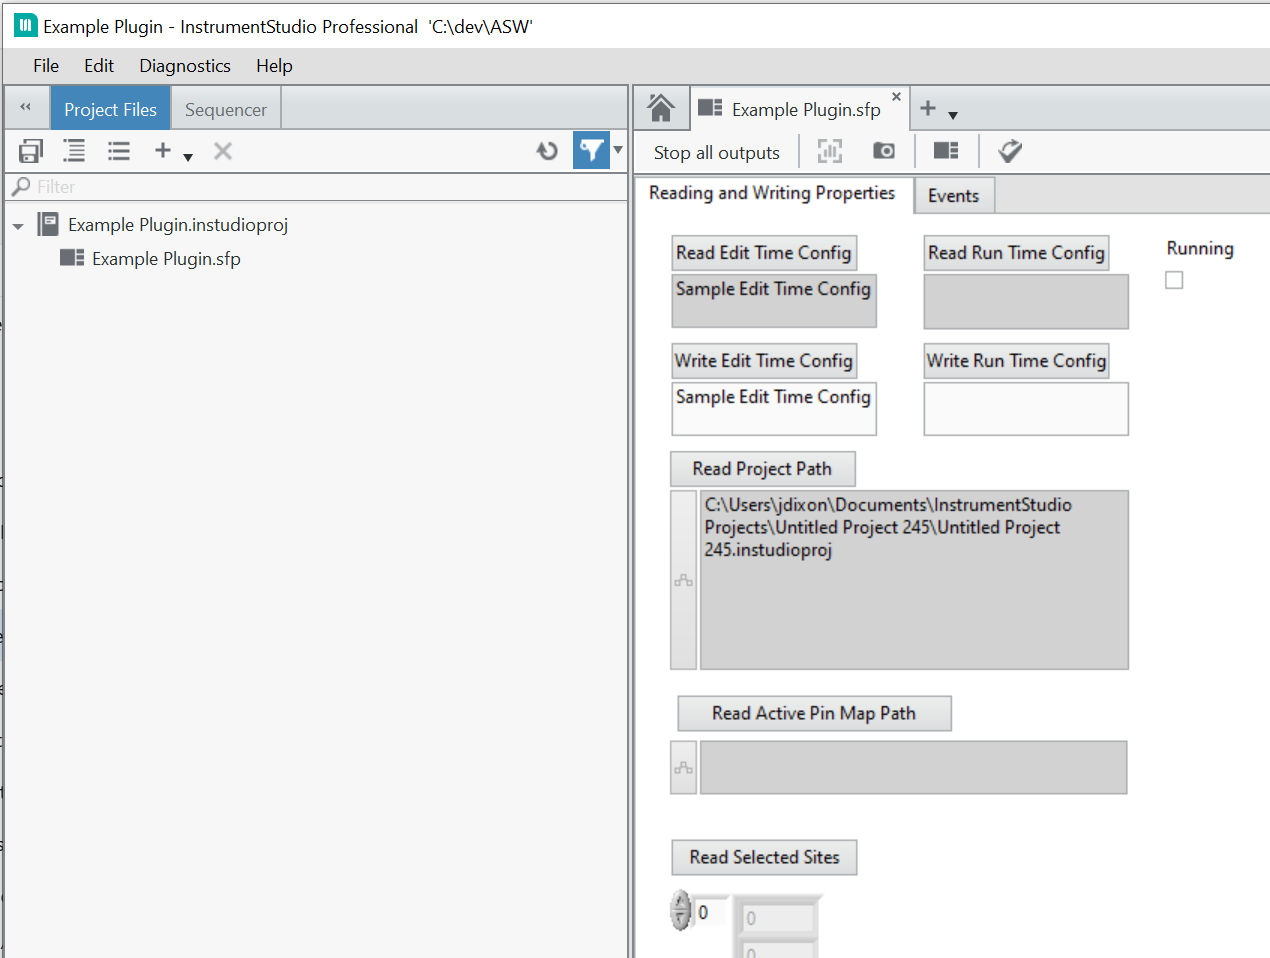 Example Plugin - InstrumentStudio Professional 'C:\dev\ASW'
File Edit Diagnostics Help
Project Files Sequencer
Example Plugin.sfp
Stop all outputs
Filter
Reading and Writing Properties
Events
Example Plugin.instudioproj
Example Plugin.sfp
Read Edit Time Config
Read Run Time Config
Running
Sample Edit Time Config
Write Edit Time Config
Write Run Time Config
Sample Edit Time Config
Read Project Path
C:\Users\jdixon\Documents\InstrumentStudio
Projects\Untitled Project 245\Untitled Project
245.instudioproj
Read Active Pin Map Path
Read Selected Sites
0
0
0